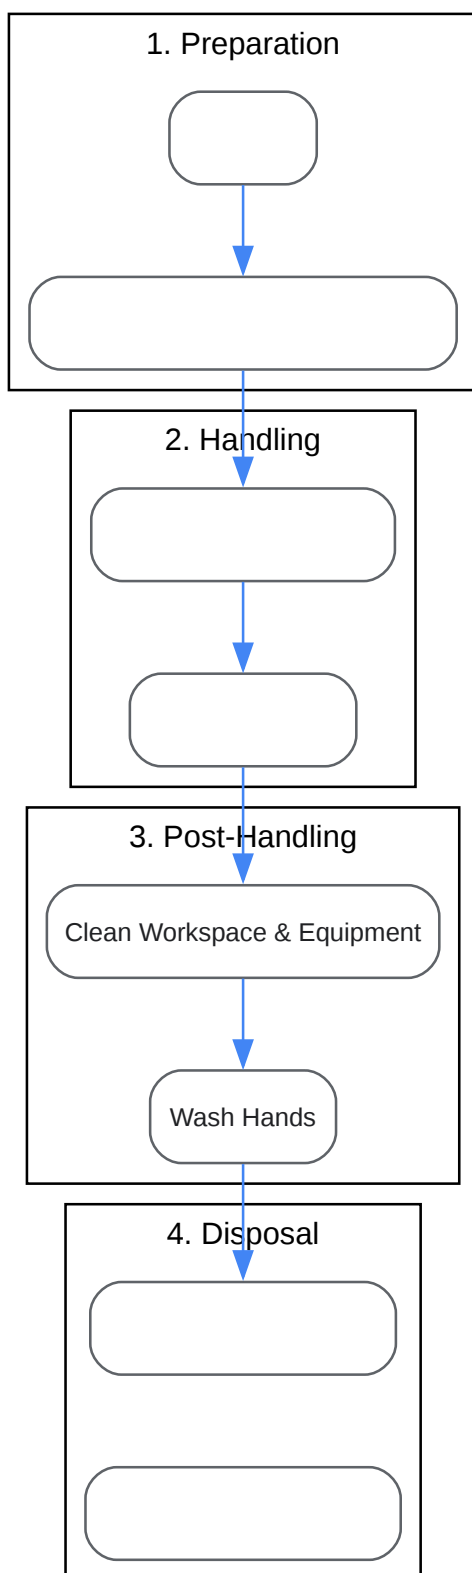 1. Preparation
2. Handling
3. Post-Handling
Clean Workspace & Equipment
Wash Hands
4. Disposal